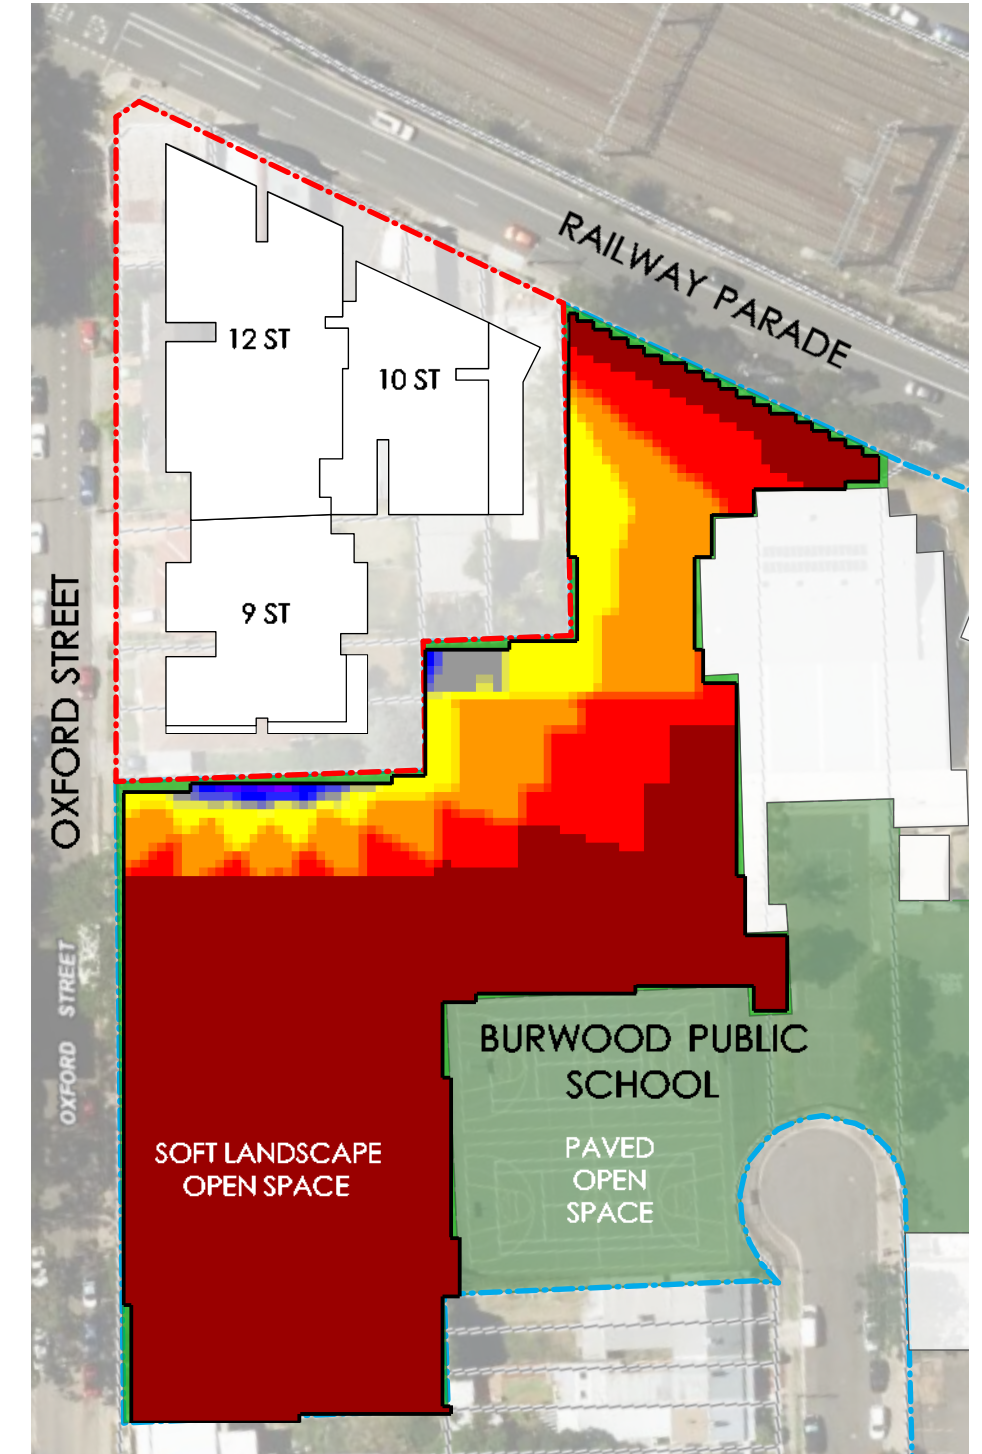 RAILWAY PARADE
12 ST
10 ST
9 ST
OXFORD STREET
OXFORD STREET
BURWOOD PUBLIC
SCHOOL
SOFT LANDSCAPE
OPEN SPACE
PAVED
OPEN
SPACE